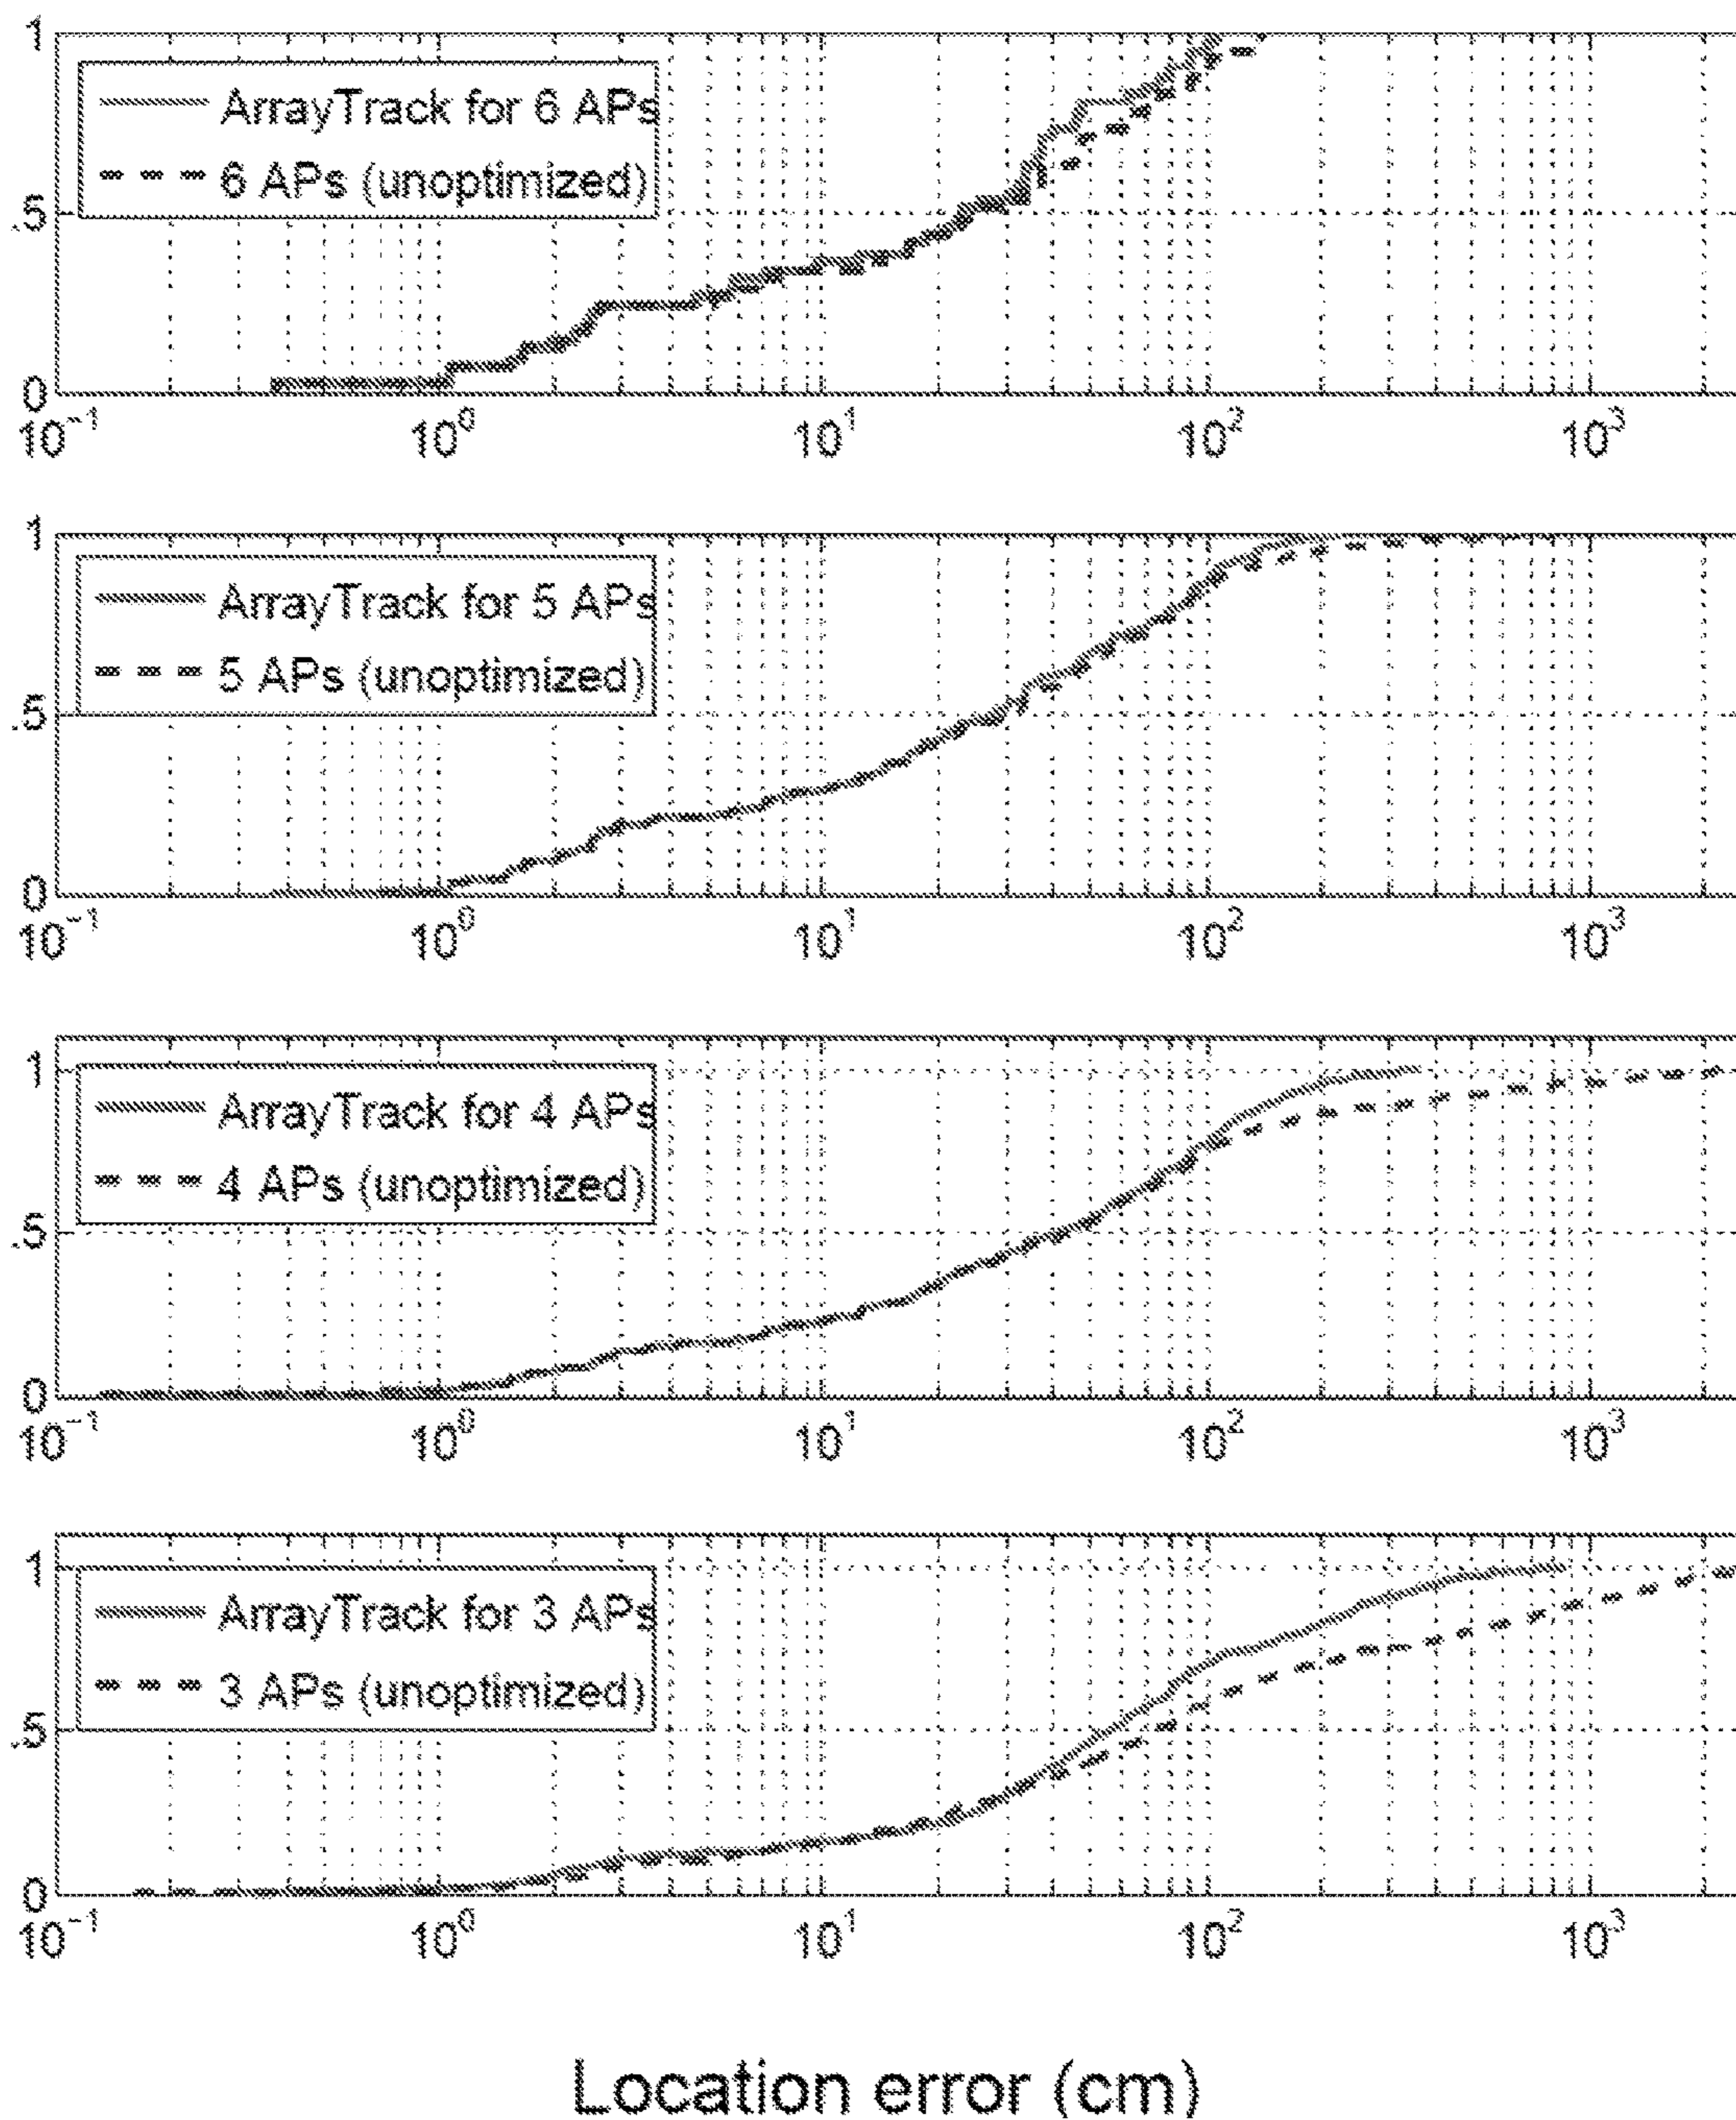 1
ArrayTrack for 6 APs
6 APs (unoptimized)
.5
0
10⁻¹ 10⁰ 10¹ 10² 10³
1
ArrayTrack for 5 APs
5 APs (unoptimized)
.5
0
10⁻¹ 10⁰ 10¹ 10² 10³
1
ArrayTrack for 4 APs
4 APs (unoptimized)
.5
0
10⁻¹ 10⁰ 10¹ 10² 10³
1
ArrayTrack for 3 APs
3 APs (unoptimized)
.5
0
10⁻¹ 10⁰ 10¹ 10² 10³
Location error (cm)